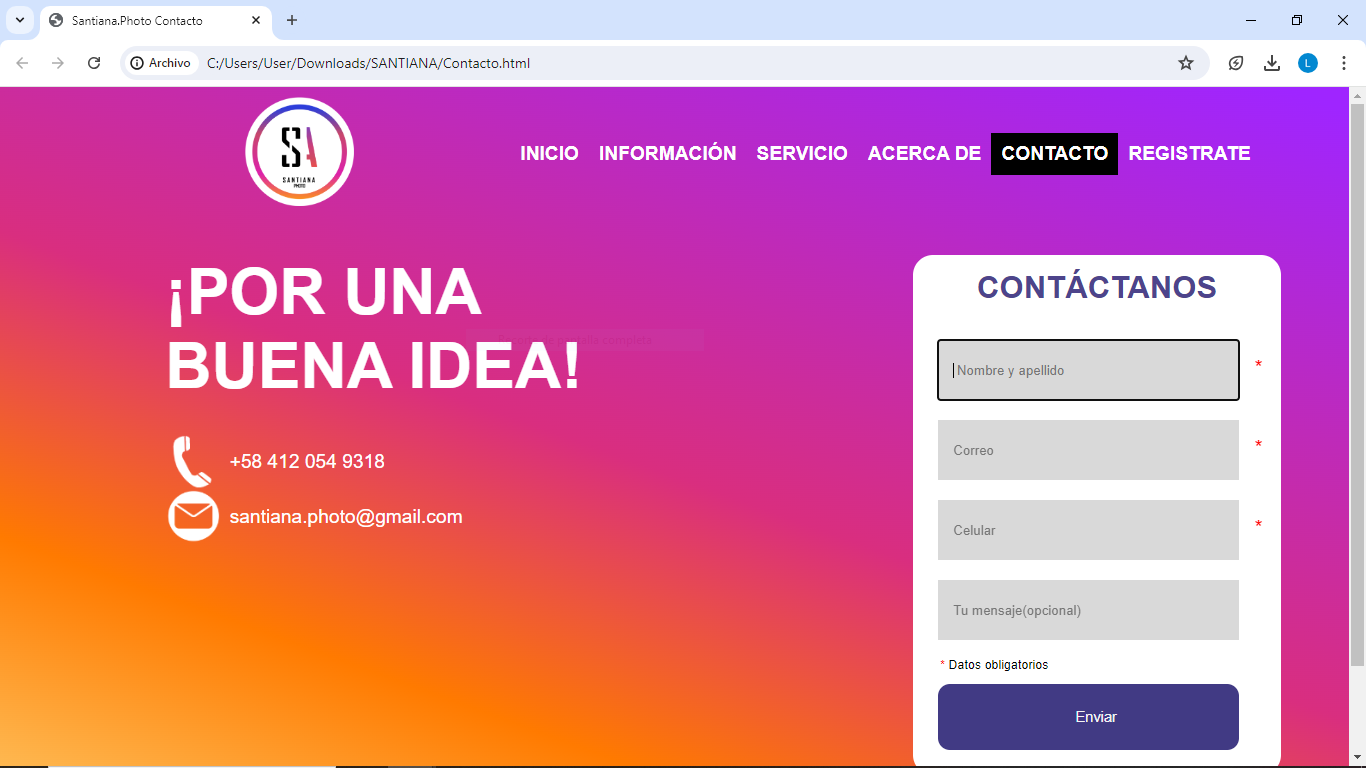 Santiana.Photo Contacto
Archivo
C:/Users/User/Downloads/SANTIANA/Contacto.html
L
SA
SANTIANA
PHOTO
INICIO INFORMACIÓN SERVICIO ACERCA DE CONTACTO REGISTRATE
¡POR UNA
BUENA IDEA!
+58 412 054 9318
santiana.photo@gmail.com
CONTÁCTANOS
Nombre y apellido *
Correo *
Celular *
Tu mensaje(opcional)
* Datos obligatorios
Enviar